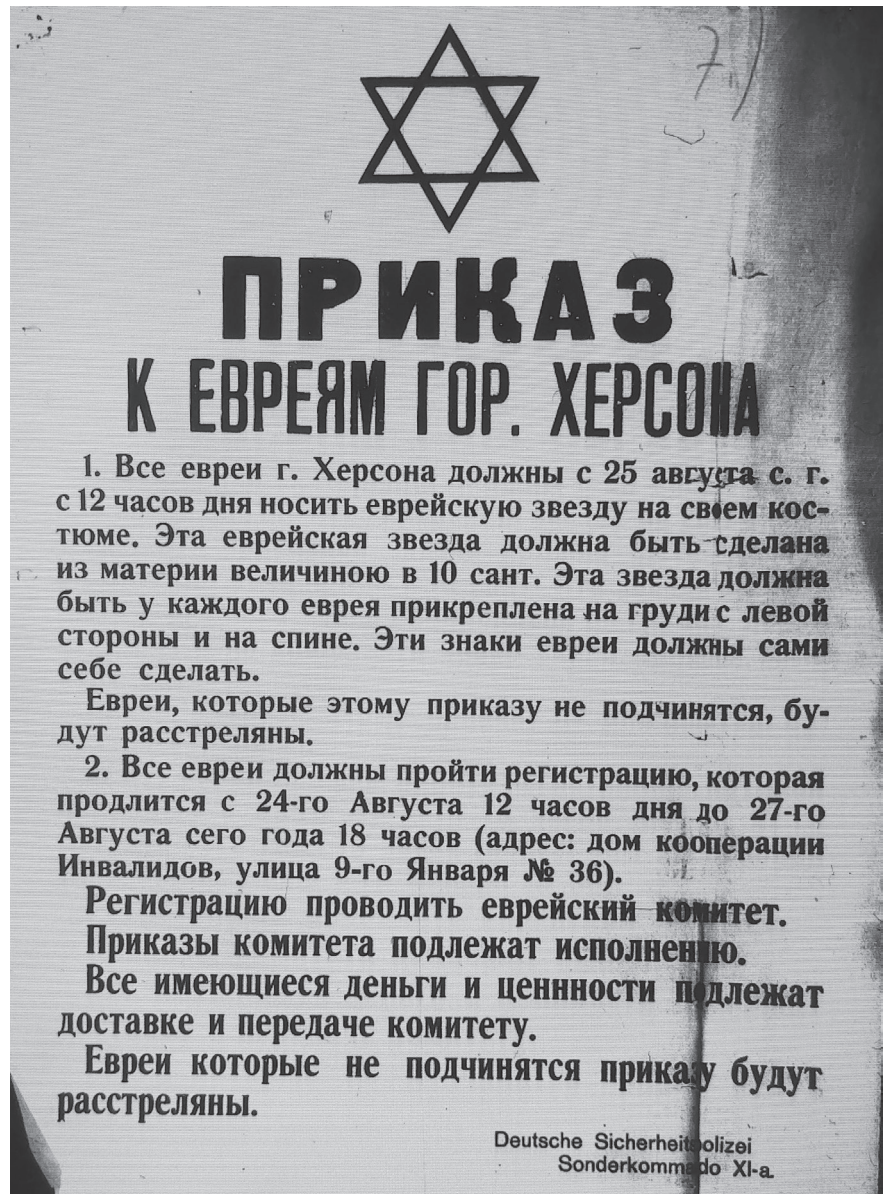 7)
ПРИКАЗ
К ЕВРЕЯМ ГОР. ХЕРСОНА
1. Все евреи г. Херсона должны с 25 августа с. г.
с 12 часов дня носить еврейскую звезду на своем кос-
тюме. Эта еврейская звезда должна быть сделана
из материи величиною в 10 сант. Эта звезда должна
быть у каждого еврея прикреплена на груди с левой
стороны и на спине. Эти знаки евреи должны сами
себе сделать.
Евреи, которые этому приказу не подчинятся, бу-
дут расстреляны.
2. Все евреи должны пройти регистрацию, которая
продлится с 24-го Августа 12 часов дня до 27-го
Августа сего года 18 часов (адрес: дом кооперации
Инвалидов, улица 9-го Января № 36).
Регистрацию проводить еврейский комитет.
Приказы комитета подлежат исполнению.
Все имеющиеся деньги и ценнности подлежат
доставке и передаче комитету.
Евреи которые не подчинятся приказу будут
расстреляны.
Deutsche Sicherheitspolizei
Sonderkommado XI-a.